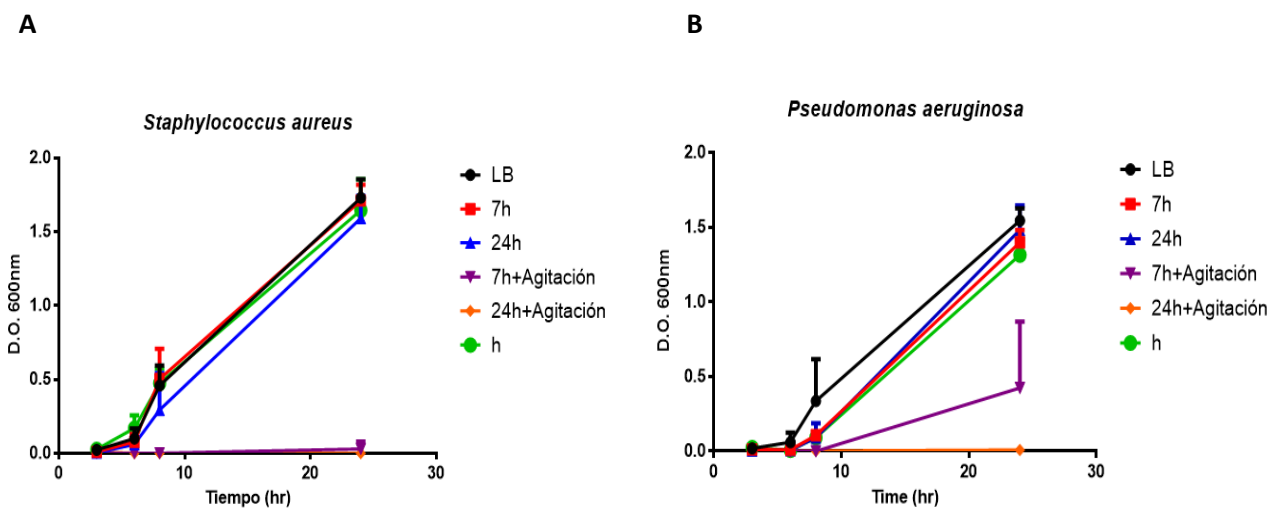 A
B
Staphylococcus aureus
D.O. 600nm
2.0
1.5
1.0
0.5
0.0
0
10
20
30
Tiempo (hr)
LB
7h
24h
7h+Agitación
24h+Agitación
h
Pseudomonas aeruginosa
D.O. 600nm
2.0
1.5
1.0
0.5
0.0
0
10
20
30
Time (hr)
LB
7h
24h
7h+Agitación
24h+Agitación
h